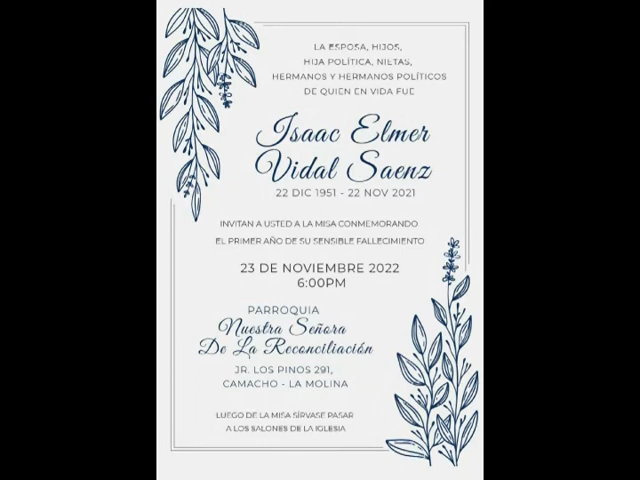 LA ESPOSA, HIJOS,
HIJA POLÍTICA, NIETAS,
HERMANOS Y HERMANOS POLÍTICOS
DE QUIEN EN VIDA FUE
Isaac Elmer
Vidal Saenz
22 DIC 1951 - 22 NOV 2021
INVITAN A USTED A LA MISA CONMEMORANDO
EL PRIMER AÑO DE SU SENSIBLE FALLECIMIENTO
23 DE NOVIEMBRE 2022
6:00PM
PARROQUIA
Nuestra Señora
De La Reconciliación
JR. LOS PINOS 291,
CAMACHO - LA MOLINA
LUEGO DE LA MISA SÍRVASE PASAR
A LOS SALONES DE LA IGLESIA